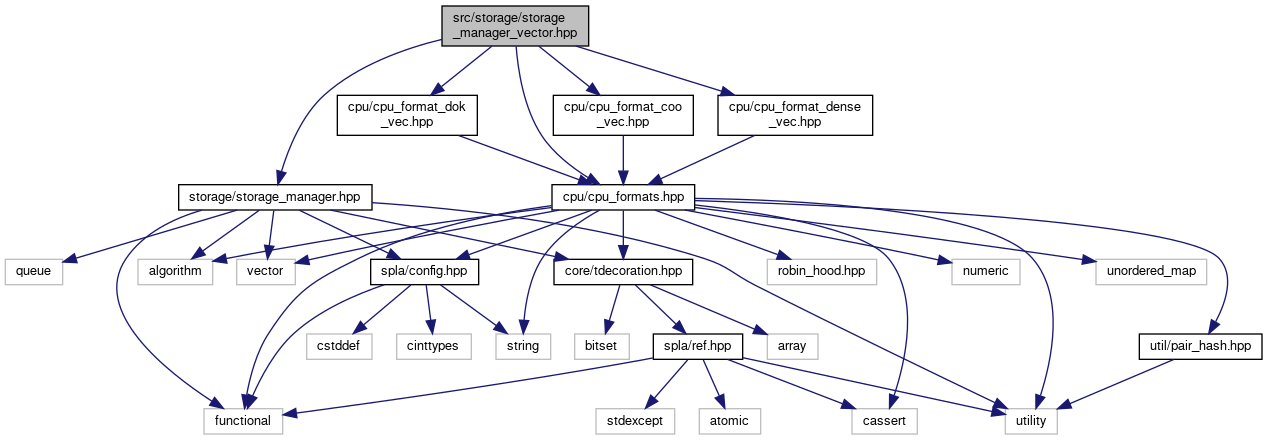 src/storage/storage
_manager_vector.hpp
cpu/cpu_format_dok
_vec.hpp
cpu/cpu_format_coo
_vec.hpp
cpu/cpu_format_dense
_vec.hpp
storage/storage_manager.hpp
cpu/cpu_formats.hpp
queue
algorithm
vector
spla/config.hpp
core/tdecoration.hpp
robin_hood.hpp
numeric
unordered_map
cstddef
cinttypes
string
bitset
spla/ref.hpp
array
util/pair_hash.hpp
functional
stdexcept
atomic
cassert
utility